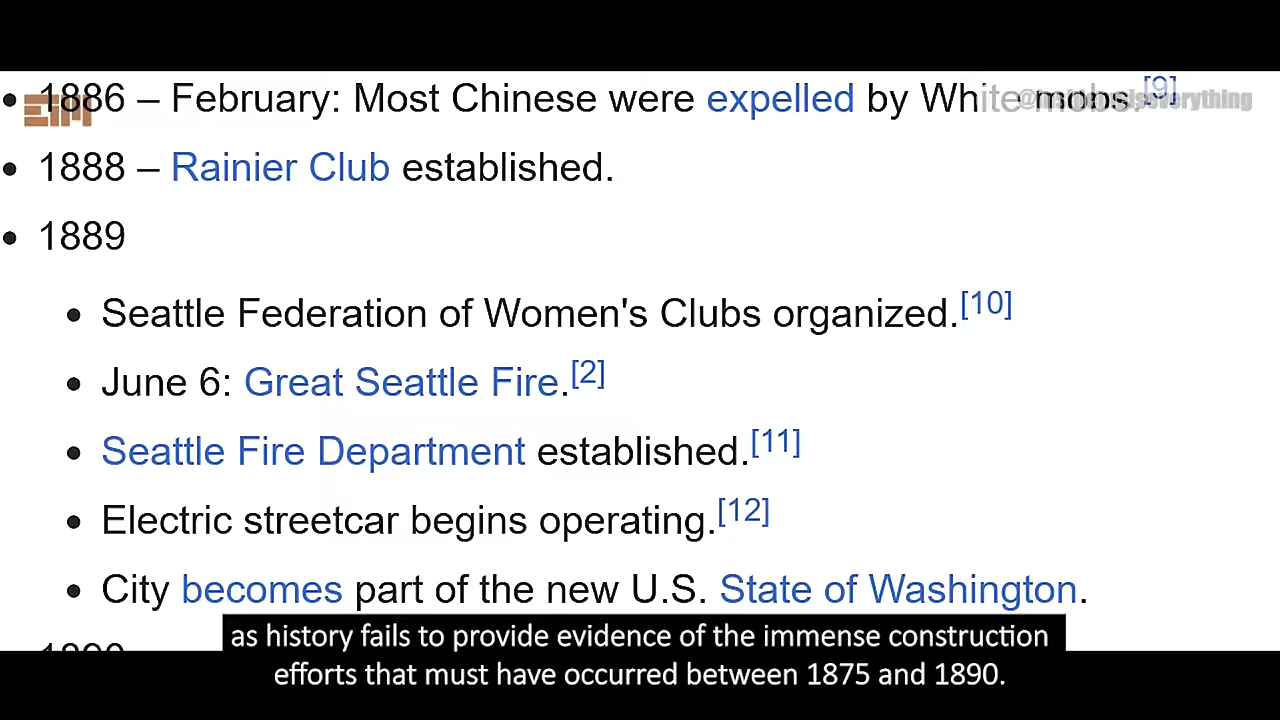 • 1886 – February: Most Chinese were expelled by White mobs.[9]
EIM
• 1888 – Rainier Club established.
• 1889
• Seattle Federation of Women's Clubs organized.[10]
• June 6: Great Seattle Fire.[2]
• Seattle Fire Department established.[11]
• Electric streetcar begins operating.[12]
• City becomes part of the new U.S. State of Washington.
as history fails to provide evidence of the immense construction
efforts that must have occurred between 1875 and 1890.